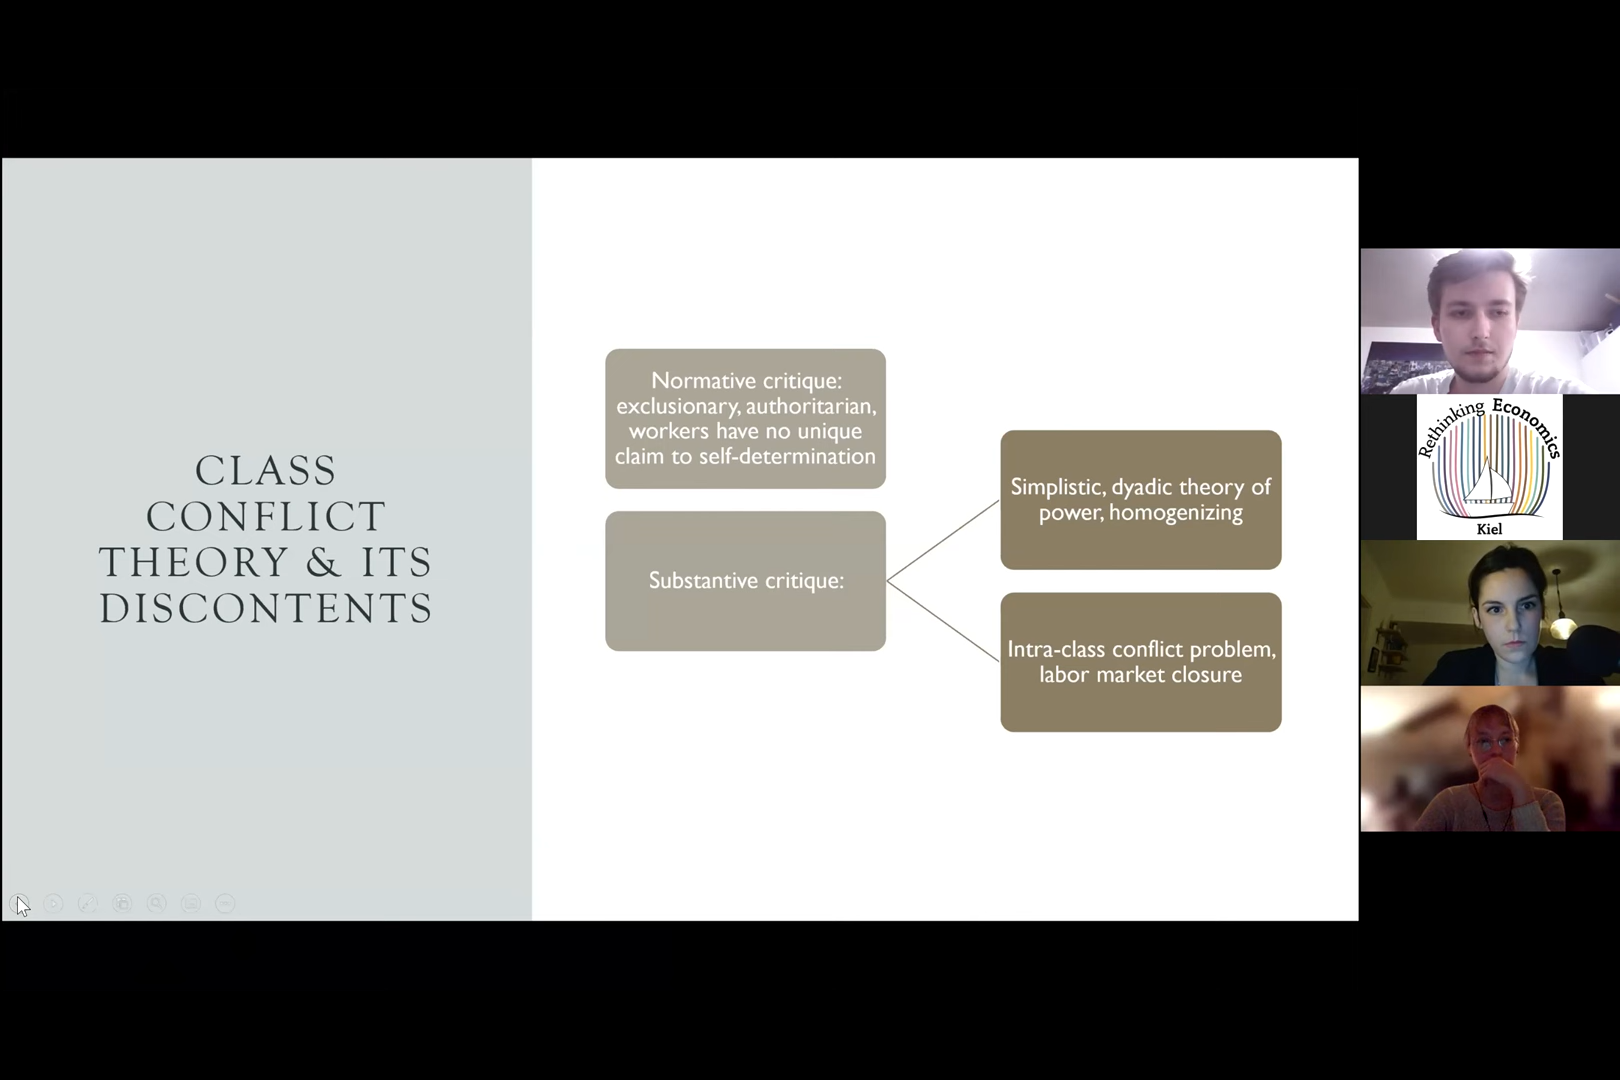 CLASS
CONFLICT
THEORY & ITS
DISCONTENTS
Normative critique:
exclusionary, authoritarian,
workers have no unique
claim to self-determination
Substantive critique:
Simplistic, dyadic theory of
power, homogenizing
Intra-class conflict problem,
labor market closure
Rethinking Economics
Kiel